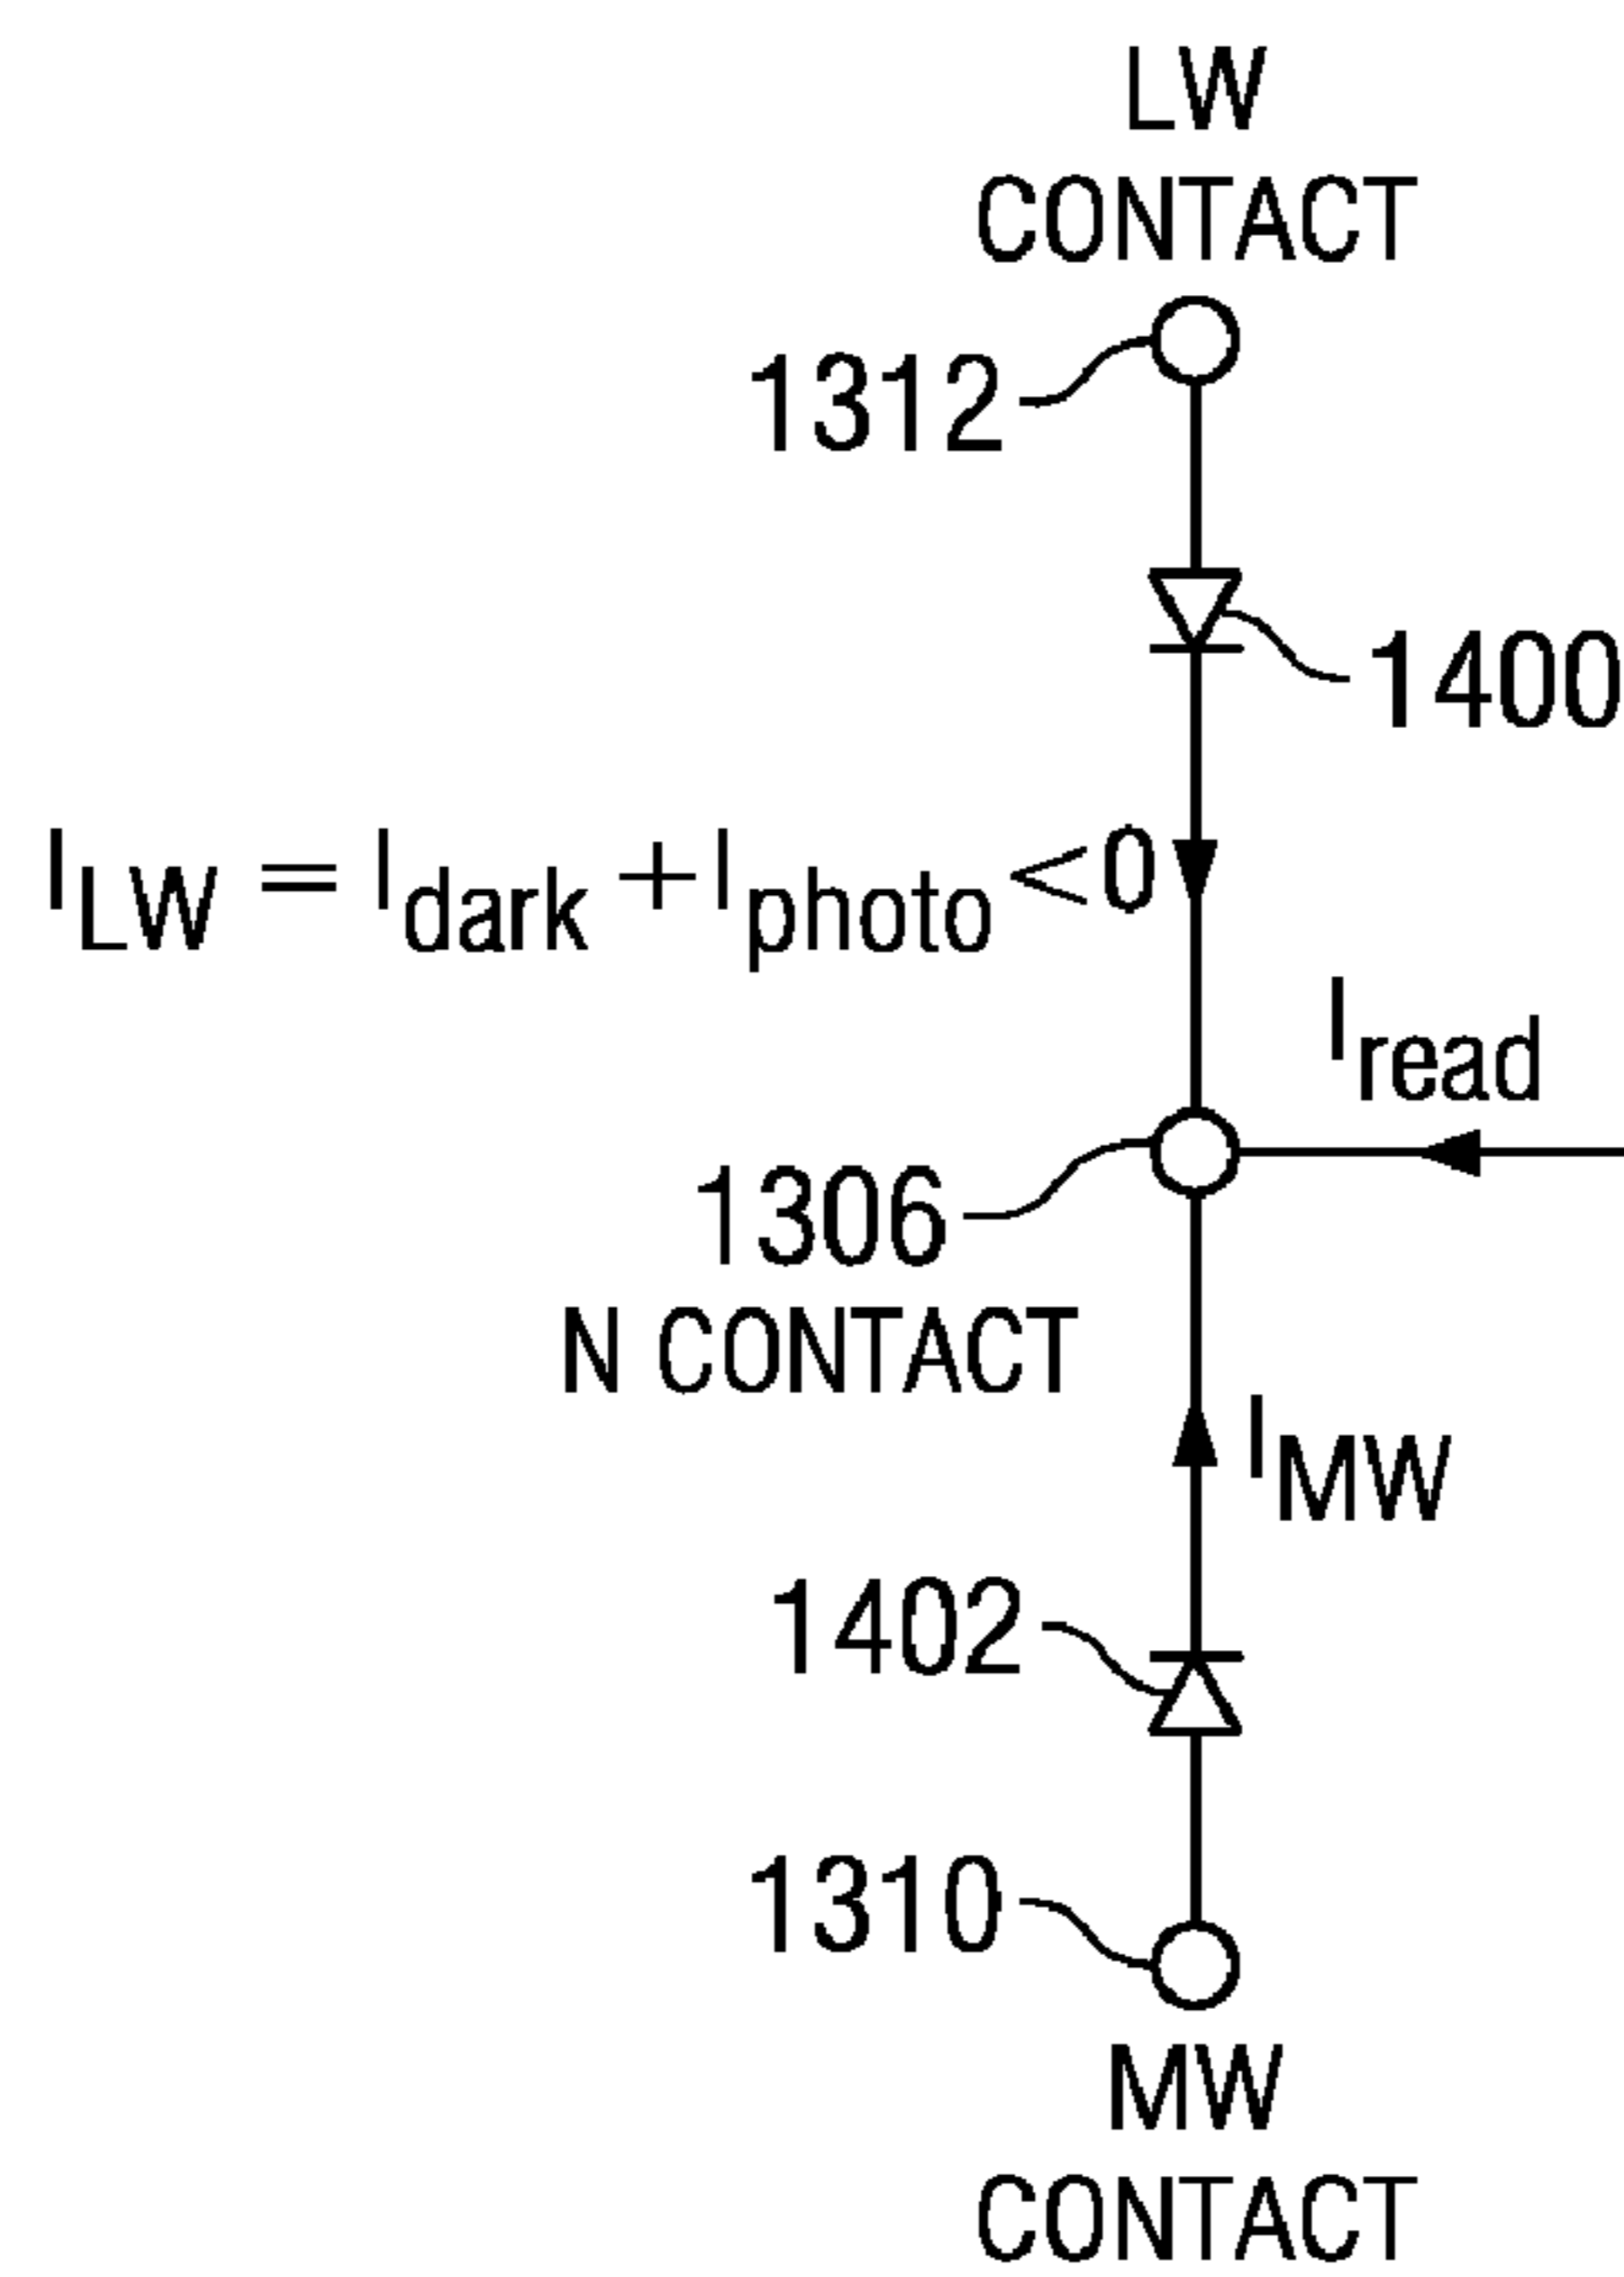 LW
CONTACT
1312
1400
I_LW = I_dark + I_photo < 0
I_read
1306
N CONTACT
I_MW
1402
1310
MW
CONTACT